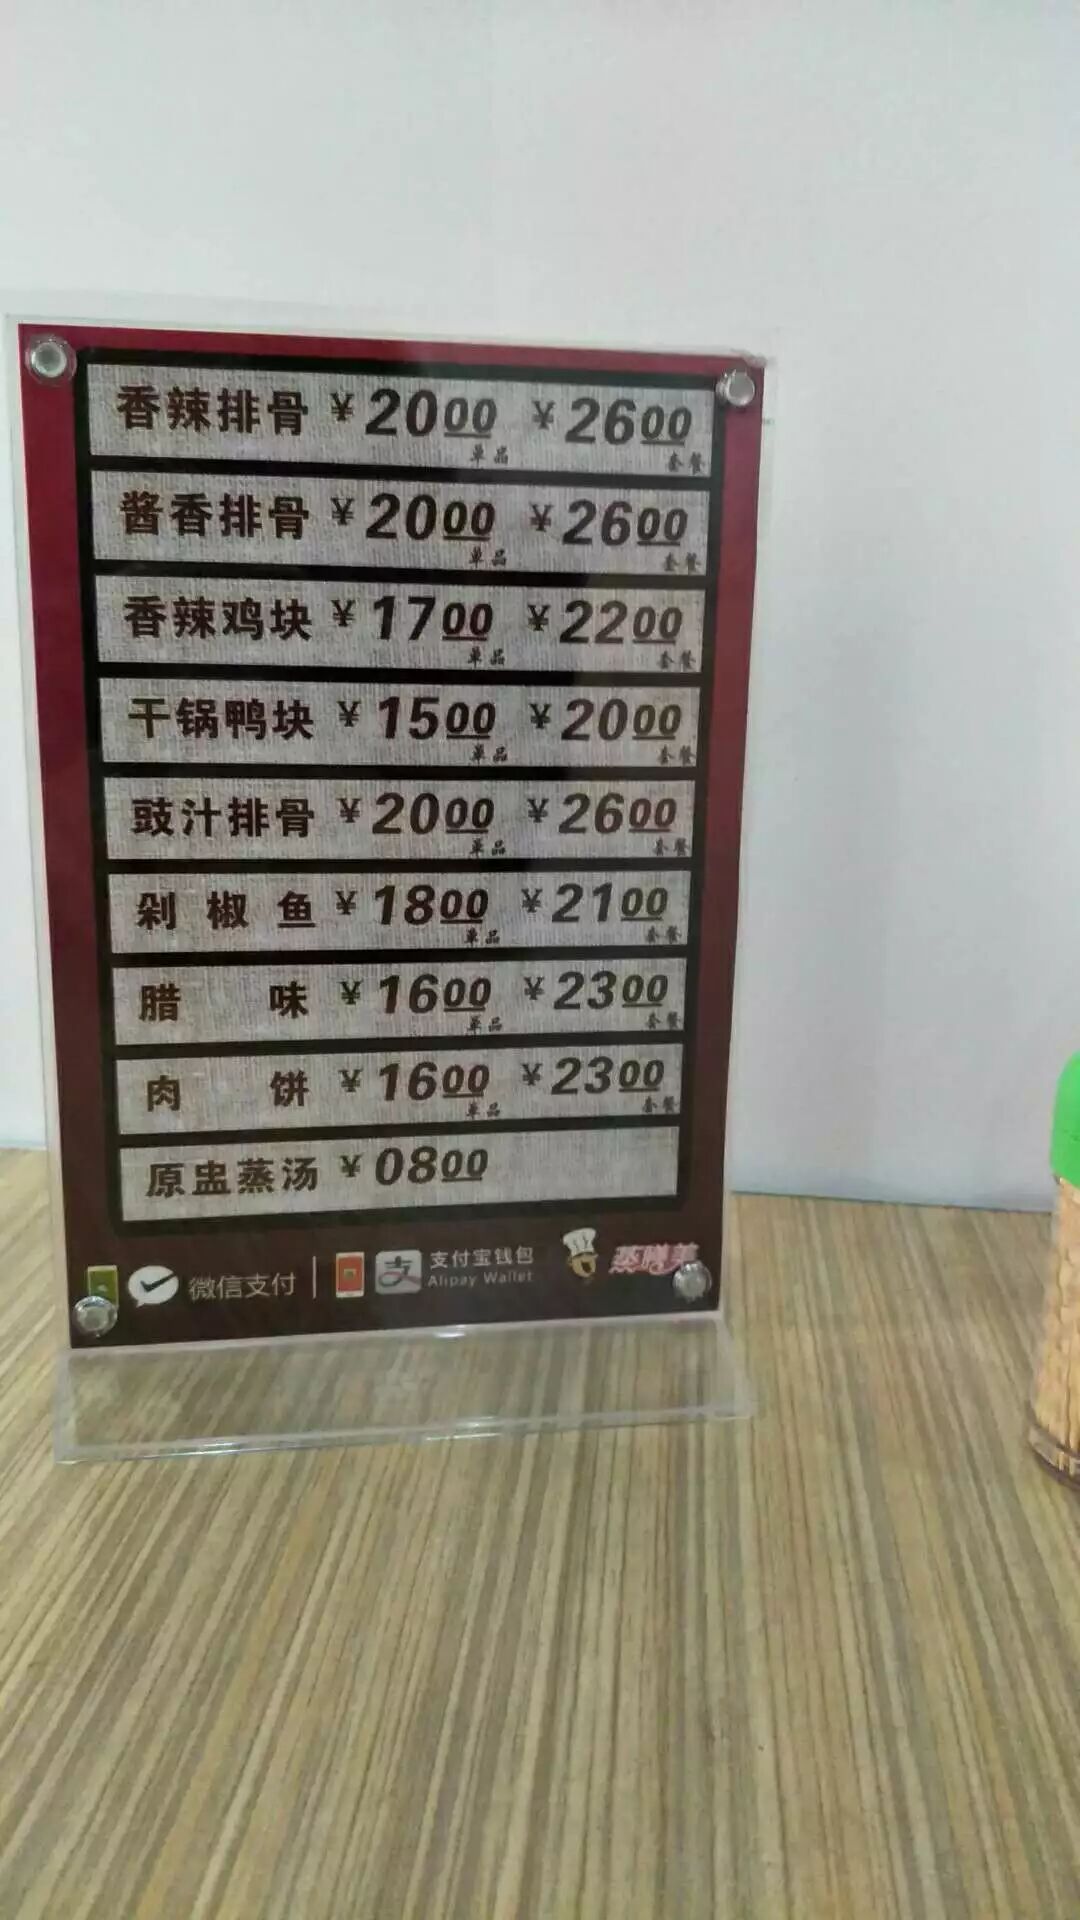 香辣排骨 ¥ 2000 单品 ¥ 2600 套餐
酱香排骨 ¥ 2000 单品 ¥ 2600 套餐
香辣鸡块 ¥ 1700 单品 ¥ 2200 套餐
干锅鸭块 ¥ 1500 单品 ¥ 2000 套餐
豉汁排骨 ¥ 2000 单品 ¥ 2600 套餐
剁椒鱼 ¥ 1800 单品 ¥ 2100 套餐
腊味 ¥ 1600 单品 ¥ 2300 套餐
肉饼 ¥ 1600 单品 ¥ 2300 套餐
原盅蒸汤 ¥ 0800
微信支付 支 支付宝钱包 蒸膳美
Alipay Wallet